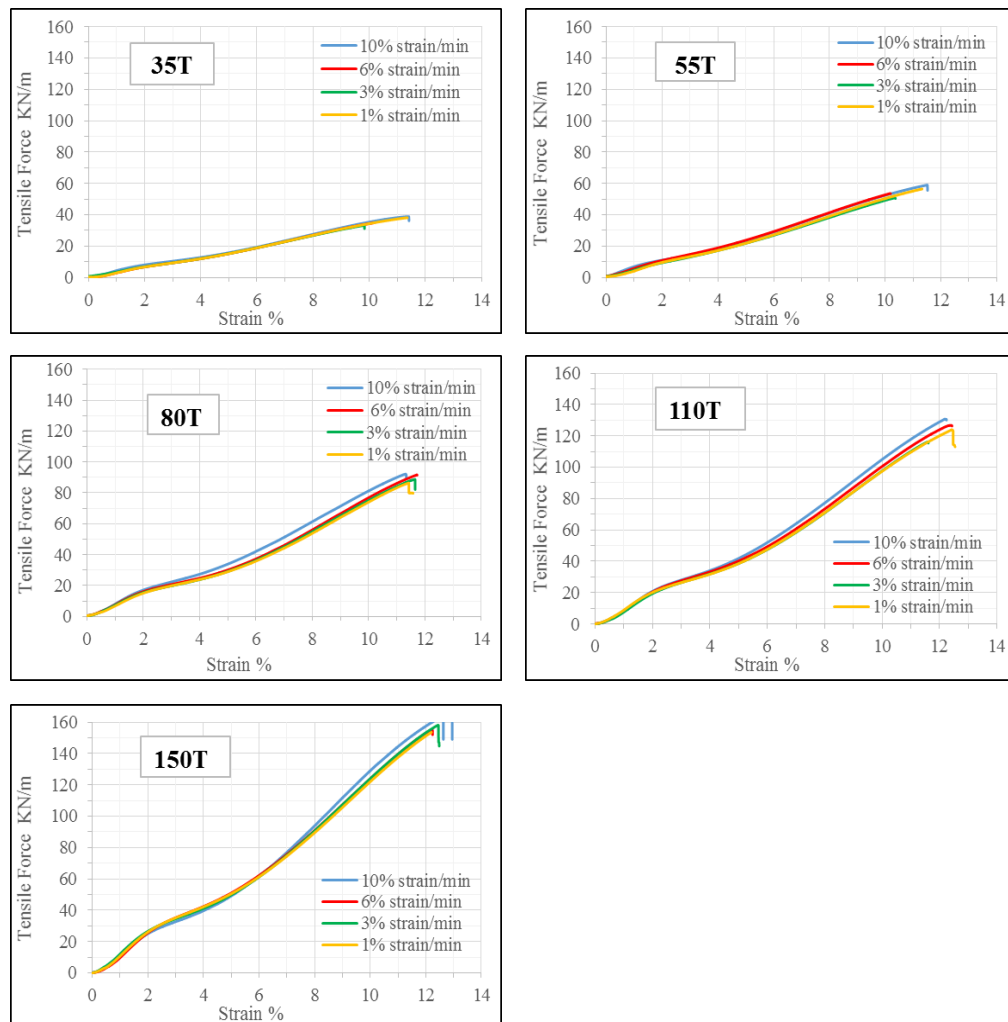 35T
10% strain/min
6% strain/min
3% strain/min
1% strain/min
Tensile Force KN/m
160
140
120
100
80
60
40
20
0
0 2 4 6 8 10 12 14
Strain %
55T
10% strain/min
6% strain/min
3% strain/min
1% strain/min
Tensile Force KN/m
160
140
120
100
80
60
40
20
0
0 2 4 6 8 10 12 14
Strain %
80T
10% strain/min
6% strain/min
3% strain/min
1% strain/min
Tensile Force KN/m
160
140
120
100
80
60
40
20
0
0 2 4 6 8 10 12 14
Strain %
110T
10% strain/min
6% strain/min
3% strain/min
1% strain/min
Tensile Force KN/m
160
140
120
100
80
60
40
20
0
0 2 4 6 8 10 12 14
Strain %
150T
10% strain/min
6% strain/min
3% strain/min
1% strain/min
Tensile Force KN/m
160
140
120
100
80
60
40
20
0
0 2 4 6 8 10 12 14
Strain %